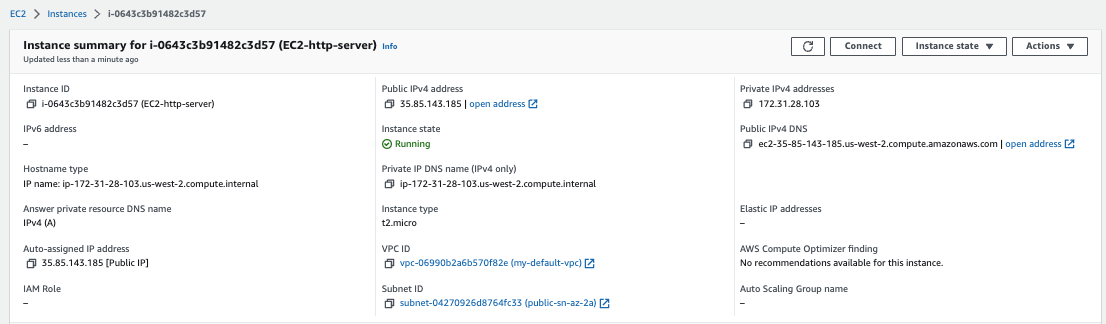 EC2 > Instances > i-0643c3b91482c3d57
Instance summary for i-0643c3b91482c3d57 (EC2-http-server) Info
Updated less than a minute ago
Connect
Instance state
Actions
Instance ID
i-0643c3b91482c3d57 (EC2-http-server)
Public IPv4 address
35.85.143.185 | open address
Private IPv4 addresses
172.31.28.103
IPv6 address
–
Instance state
Running
Public IPv4 DNS
ec2-35-85-143-185.us-west-2.compute.amazonaws.com | open address
Hostname type
IP name: ip-172-31-28-103.us-west-2.compute.internal
Private IP DNS name (IPv4 only)
ip-172-31-28-103.us-west-2.compute.internal
Answer private resource DNS name
IPv4 (A)
Instance type
t2.micro
Elastic IP addresses
–
Auto-assigned IP address
35.85.143.185 [Public IP]
VPC ID
vpc-06990b2a6b570f82e (my-default-vpc)
AWS Compute Optimizer finding
No recommendations available for this instance.
IAM Role
–
Subnet ID
subnet-04270926d8764fc33 (public-sn-az-2a)
Auto Scaling Group name
–